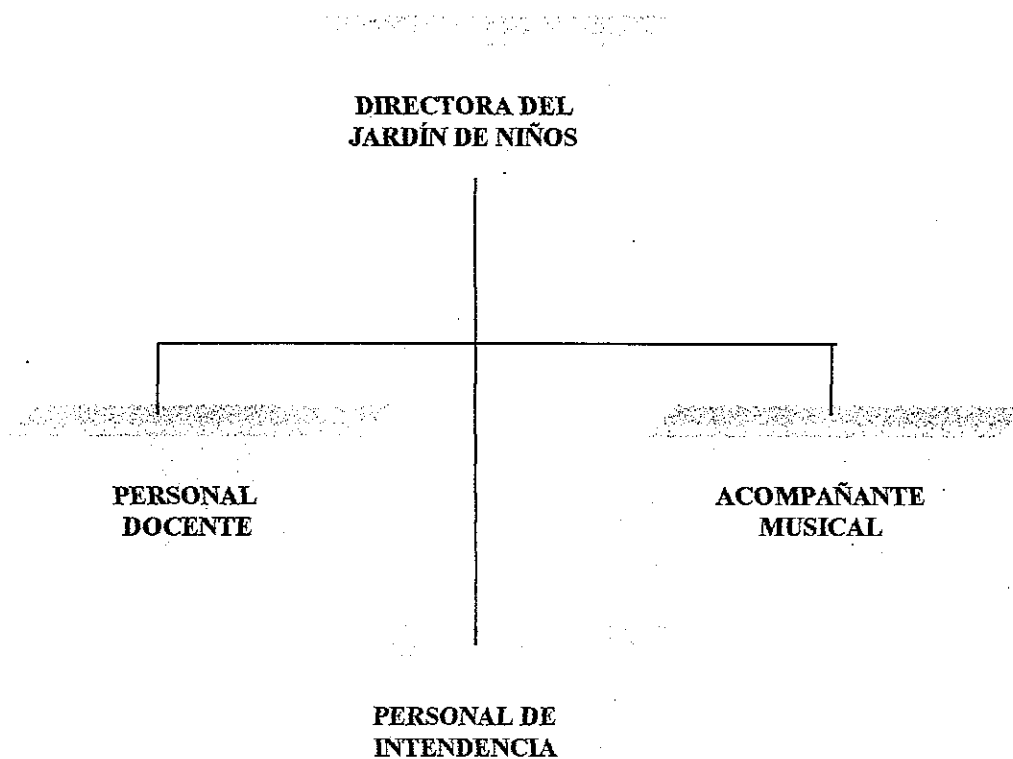 DIRECTORA DEL
JARDÍN DE NIÑOS
PERSONAL
DOCENTE
ACOMPAÑANTE
MUSICAL
PERSONAL DE
INTENDENCIA